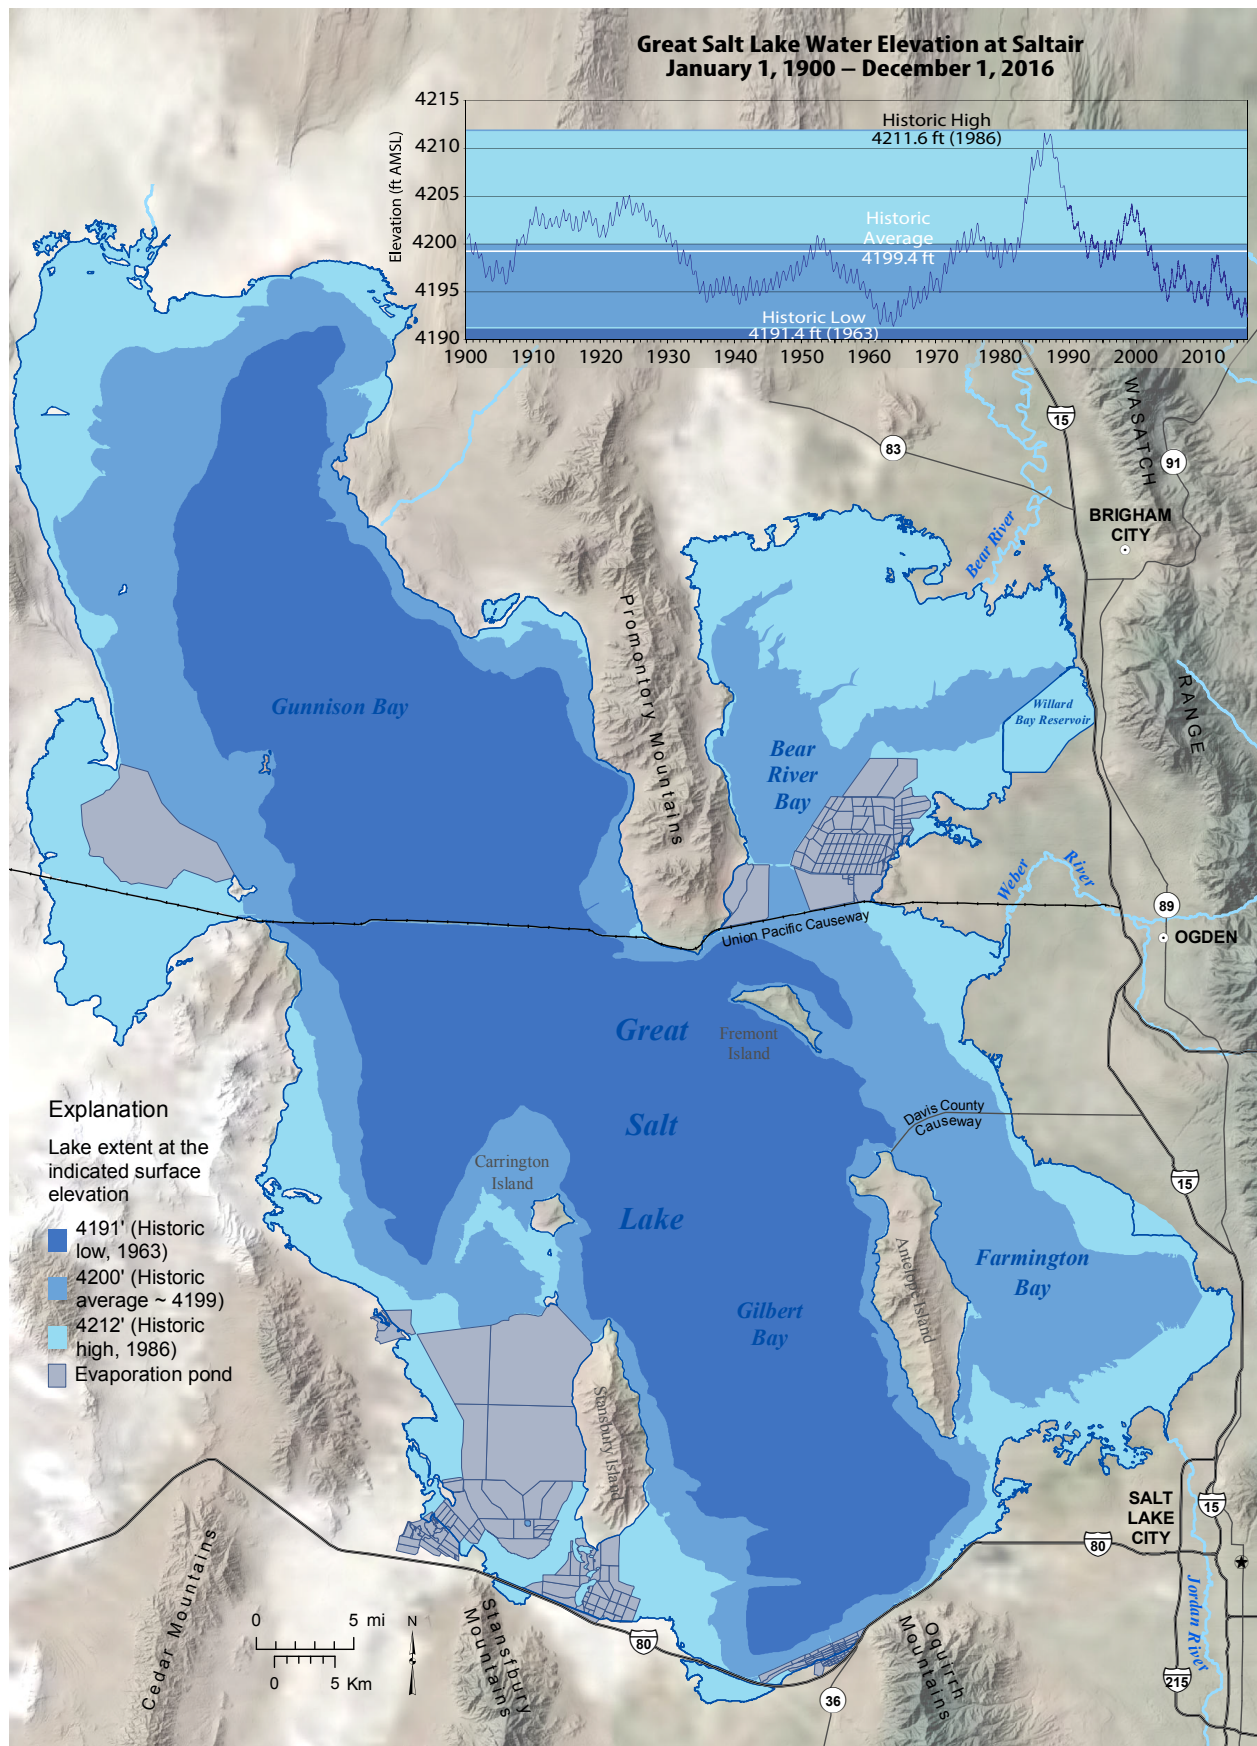 Great Salt Lake Water Elevation at Saltair
January 1, 1900 – December 1, 2016
Elevation (ft AMSL)
4215
4210
4205
4200
4195
4190
Historic High
4211.6 ft (1986)
Historic
Average
4199.4 ft
Historic Low
4191.4 ft (1963)
1900 1910 1920 1930 1940 1950 1960 1970 1980 1990 2000 2010
15
83
91
WASATCH
RANGE
BRIGHAM
CITY
Bear River
Promontory Mountains
Gunnison Bay
Willard
Bay Reservoir
Bear
River
Bay
Weber
River
89
OGDEN
Union Pacific Causeway
Great
Salt
Lake
Fremont
Island
Davis County
Causeway
Carrington
Island
15
Antelope Island
Farmington
Bay
Gilbert
Bay
Stansbury Island
Explanation
Lake extent at the
indicated surface
elevation
4191' (Historic
low, 1963)
4200' (Historic
average ~ 4199)
4212' (Historic
high, 1986)
Evaporation pond
SALT
LAKE
CITY
15
80
Jordan River
215
Cedar Mountains
0 5 mi
0 5 Km
N
Stansbury
Mountains
80
36
Oquirrh
Mountains